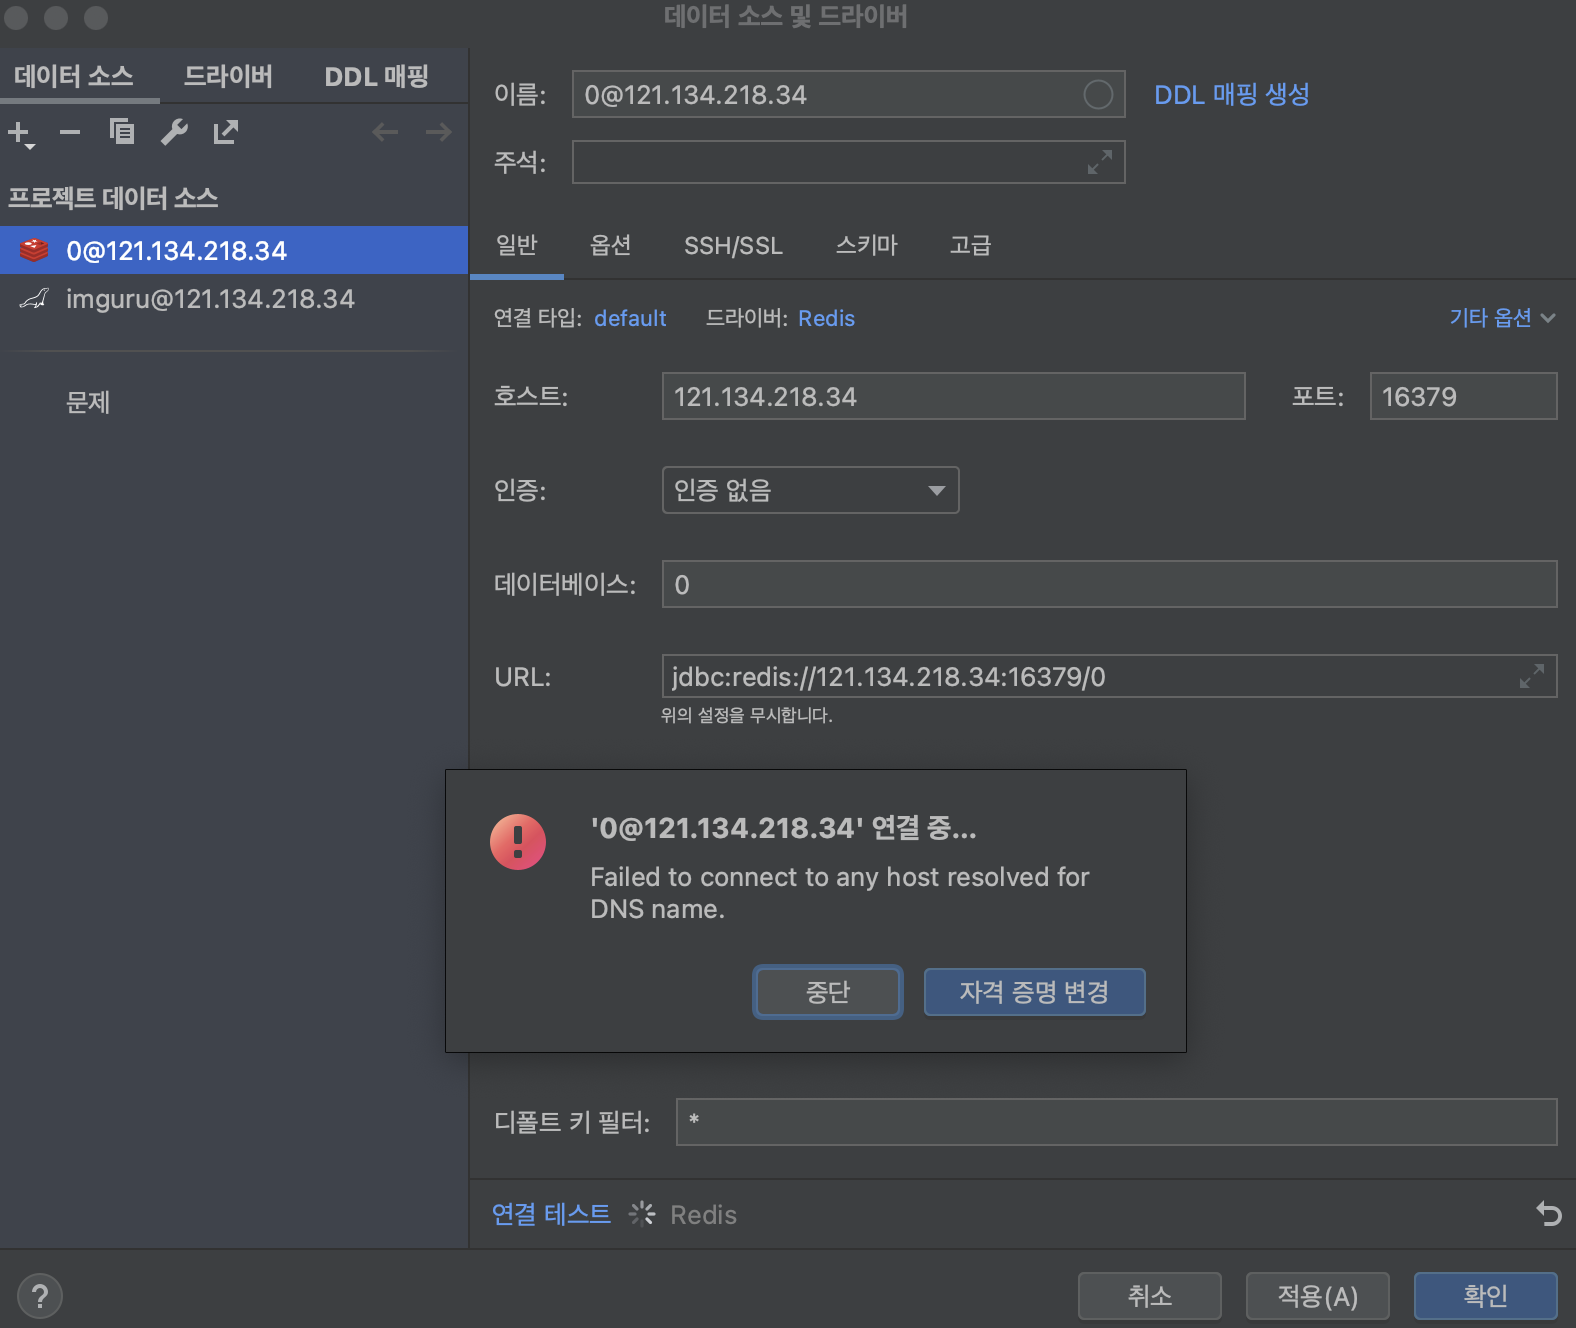 데이터 소스 및 드라이버
데이터 소스 드라이버 DDL 매핑
프로젝트 데이터 소스
0@121.134.218.34
imguru@121.134.218.34
문제
이름: 0@121.134.218.34 DDL 매핑 생성
주석:
일반 옵션 SSH/SSL 스키마 고급
연결 타입: default 드라이버: Redis 기타 옵션
호스트: 121.134.218.34 포트: 16379
인증: 인증 없음
데이터베이스: 0
URL: jdbc:redis://121.134.218.34:16379/0
위의 설정을 무시합니다.
'0@121.134.218.34' 연결 중...
Failed to connect to any host resolved for
DNS name.
중단 자격 증명 변경
디폴트 키 필터: *
연결 테스트 Redis
? 취소 적용(A) 확인